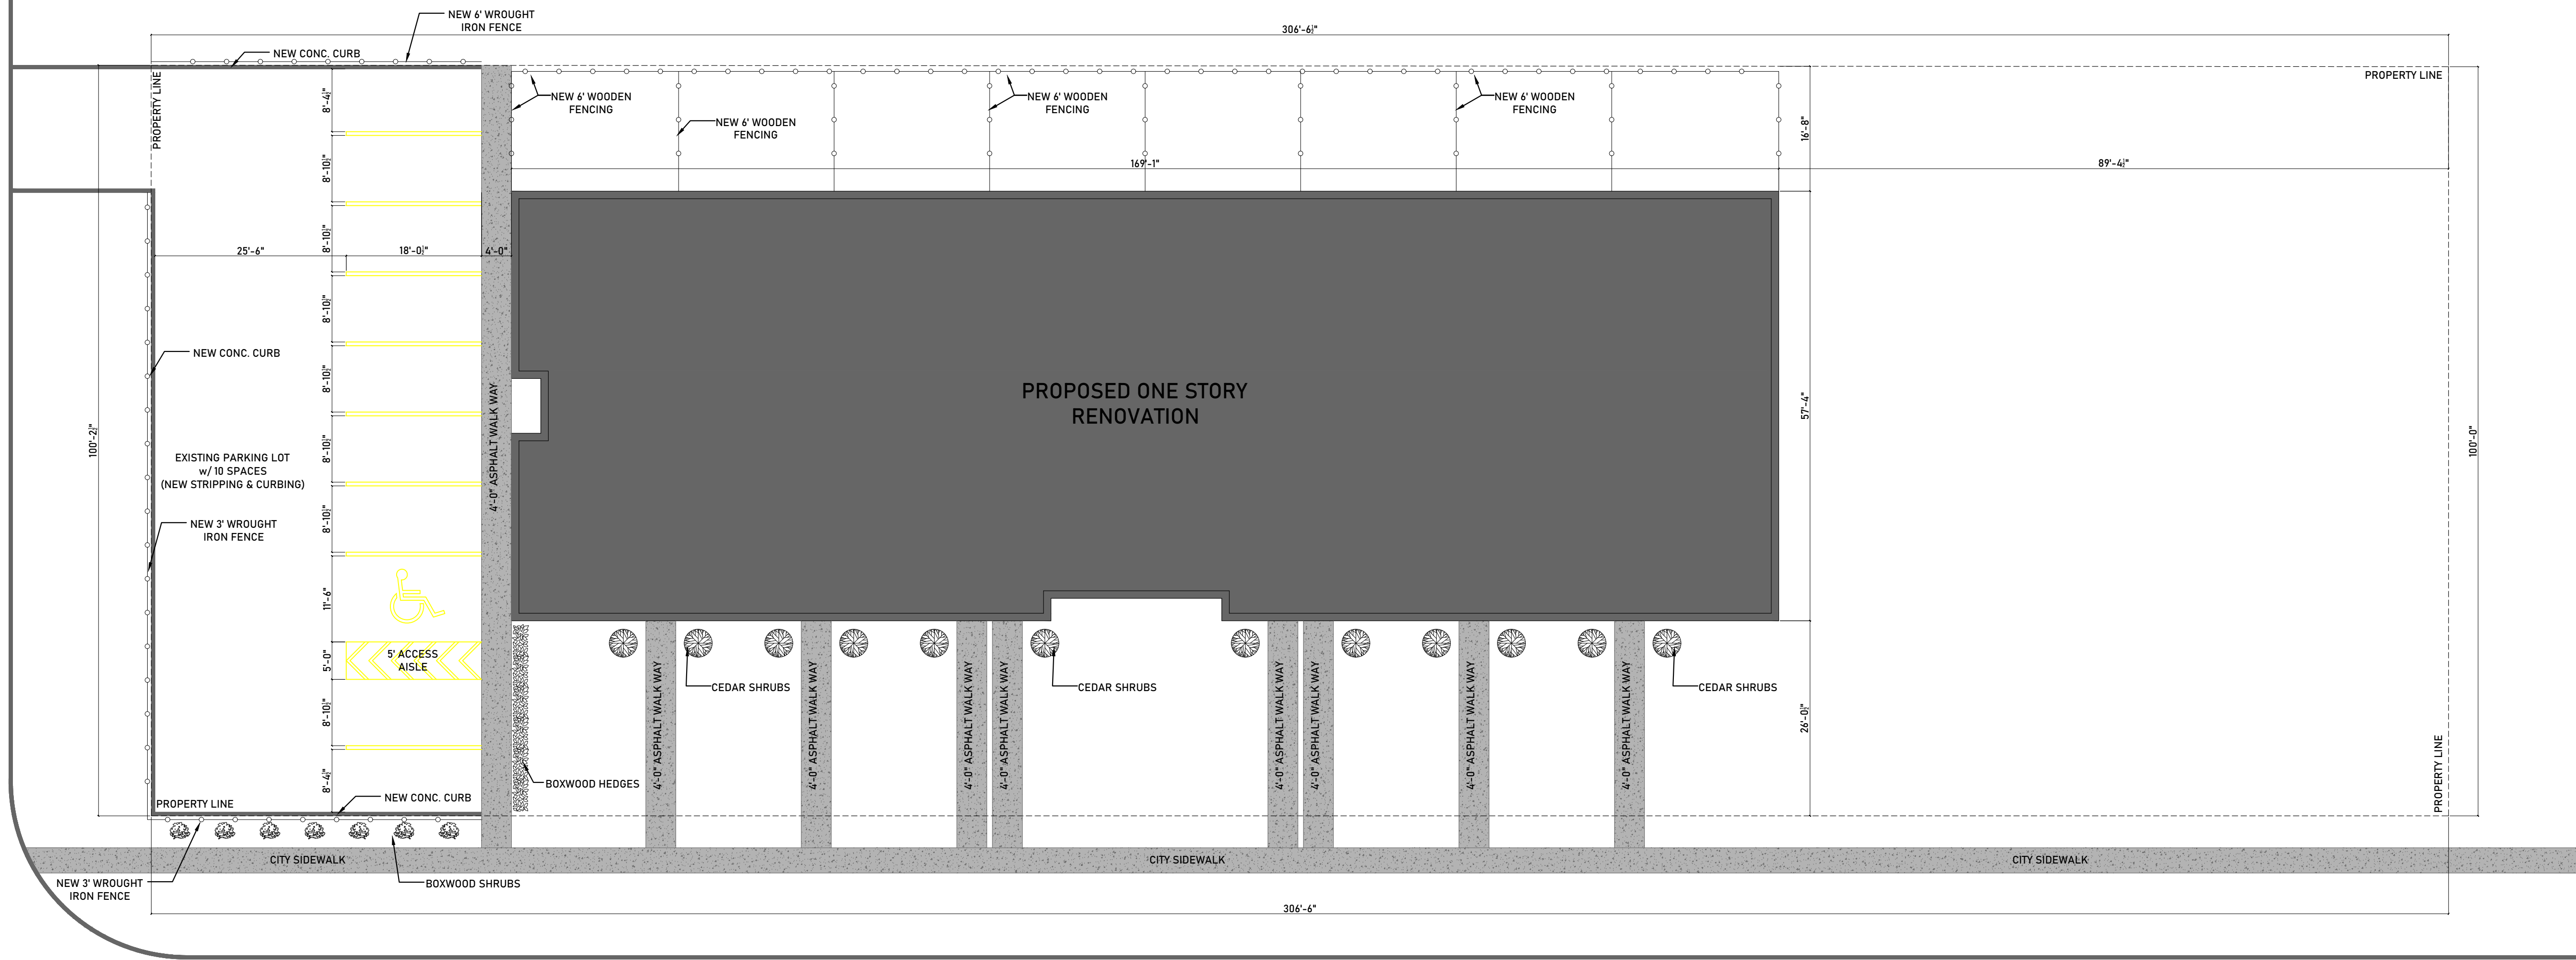 NEW 6' WROUGHT
IRON FENCE
306'-6½"
NEW CONC. CURB
PROPERTY LINE
PROPERTY LINE
8'-4½"
NEW 6' WOODEN
FENCING
NEW 6' WOODEN
FENCING
NEW 6' WOODEN
FENCING
NEW 6' WOODEN
FENCING
16'-8"
8'-10½"
169'-1"
89'-4½"
8'-10½"
25'-6"
18'-0½"
4'-0"
8'-10½"
NEW CONC. CURB
8'-10½"
PROPOSED ONE STORY
RENOVATION
57'-4"
100'-2½"
4'-0" ASPHALT WALK WAY
100'-0"
EXISTING PARKING LOT
w/ 10 SPACES
(NEW STRIPPING & CURBING)
8'-10½"
NEW 3' WROUGHT
IRON FENCE
8'-10½"
11'-6"
5'-0"
5' ACCESS
AISLE
CEDAR SHRUBS
CEDAR SHRUBS
CEDAR SHRUBS
8'-10½"
4'-0" ASPHALT WALK WAY
4'-0" ASPHALT WALK WAY
4'-0" ASPHALT WALK WAY
4'-0" ASPHALT WALK WAY
4'-0" ASPHALT WALK WAY
4'-0" ASPHALT WALK WAY
4'-0" ASPHALT WALK WAY
4'-0" ASPHALT WALK WAY
26'-0½"
PROPERTY LINE
8'-4½"
BOXWOOD HEDGES
NEW CONC. CURB
PROPERTY LINE
CITY SIDEWALK
CITY SIDEWALK
CITY SIDEWALK
NEW 3' WROUGHT
IRON FENCE
BOXWOOD SHRUBS
306'-6"